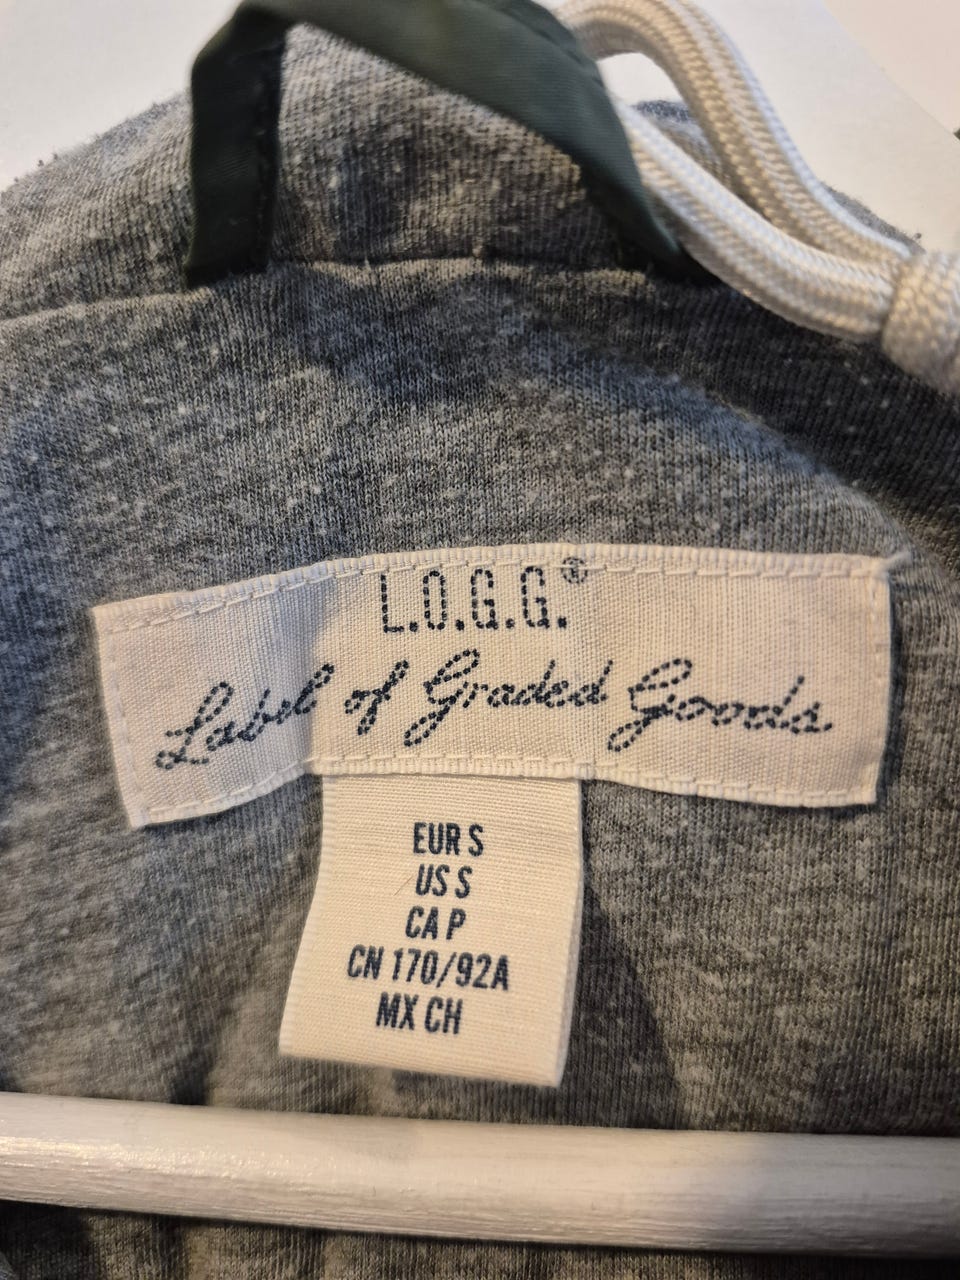 L.O.G.G.®
Label of Graded Goods
EUR S
US S
CA P
CN 170/92A
MX CH